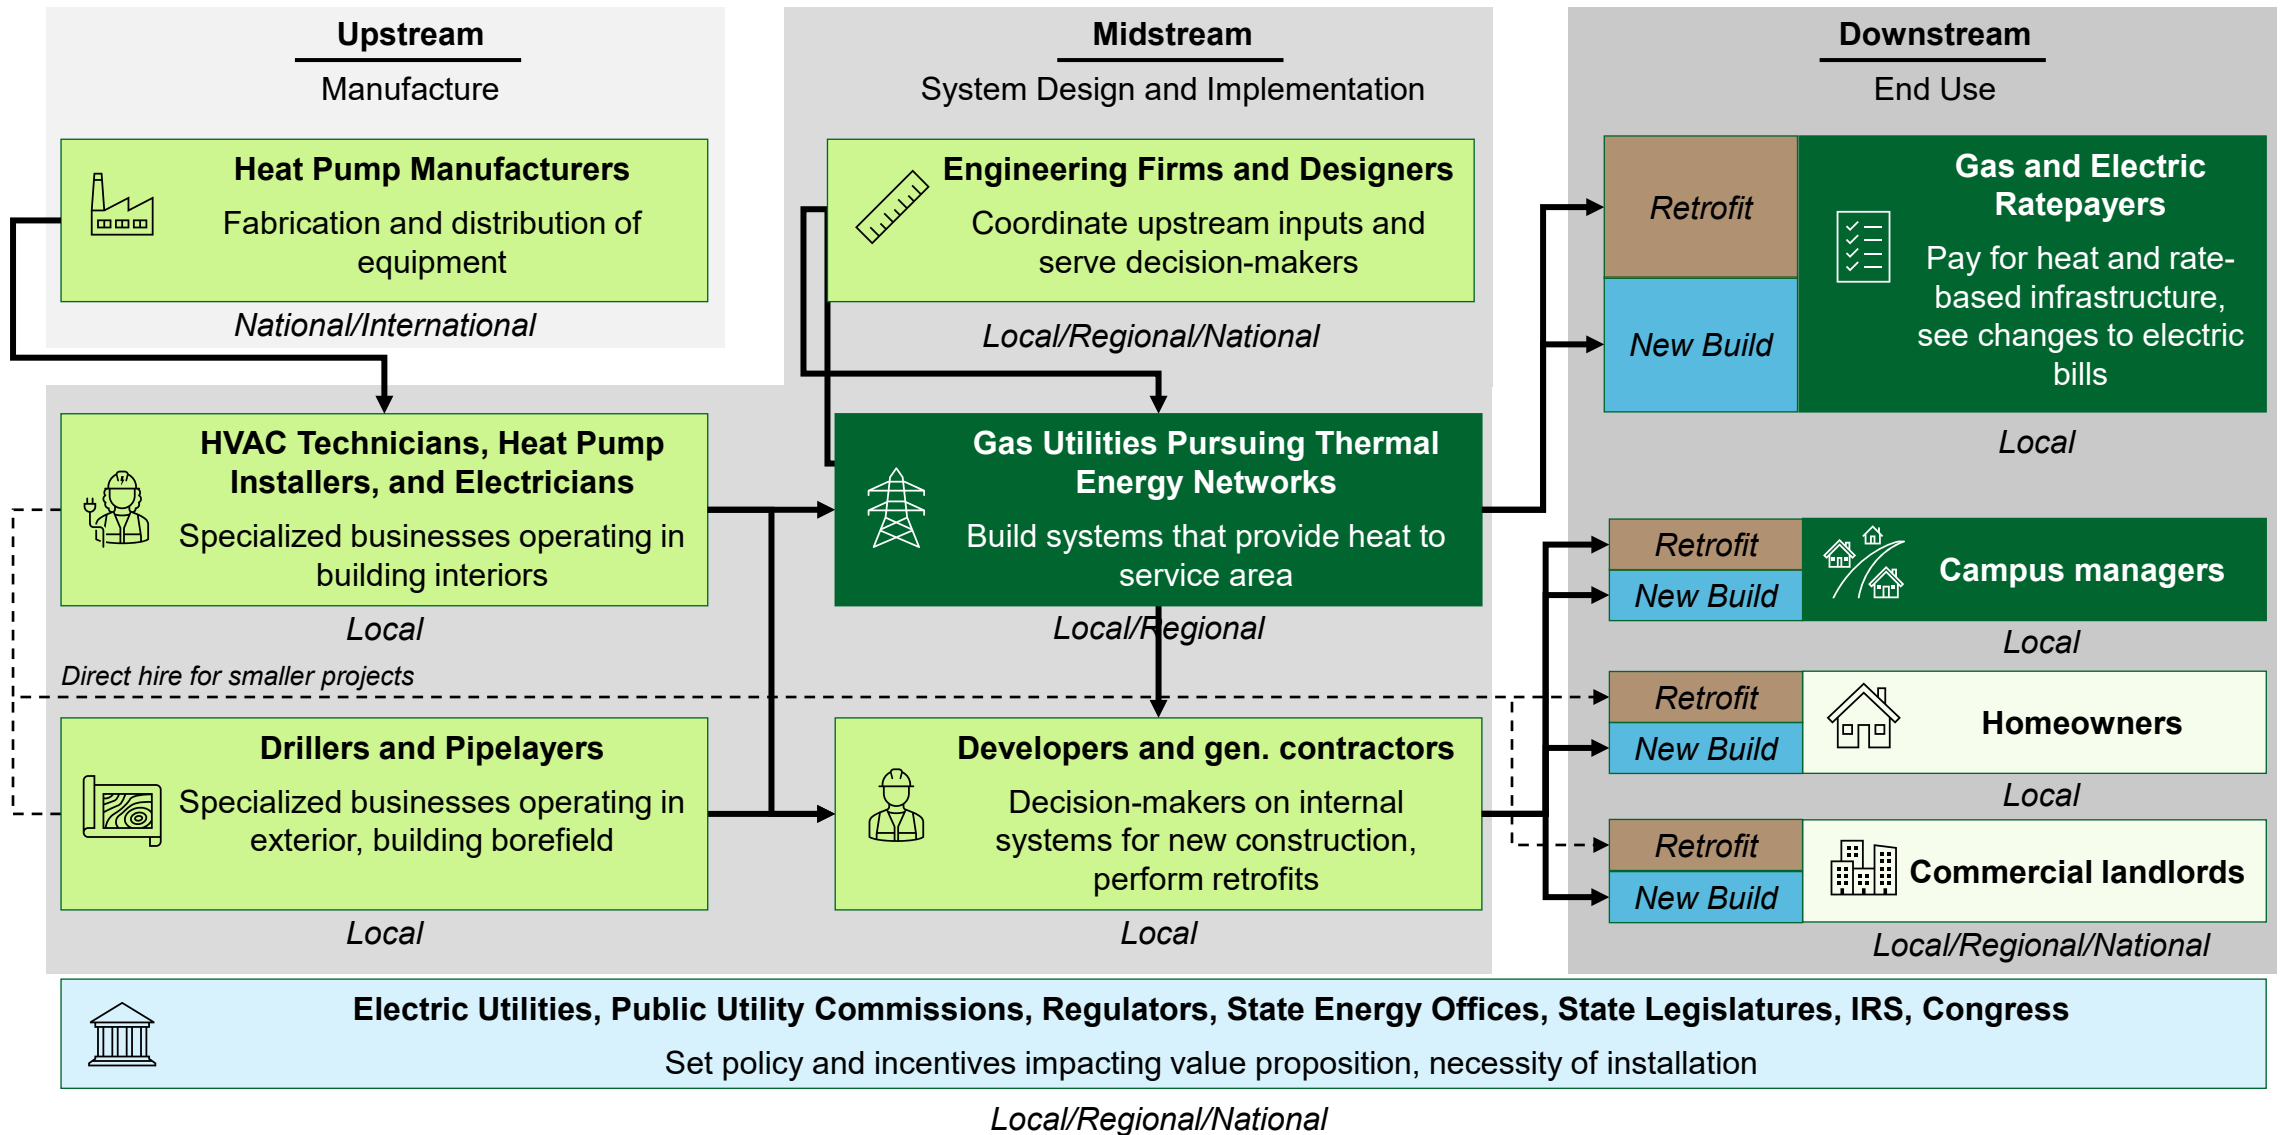 Upstream
Manufacture
Heat Pump Manufacturers
Fabrication and distribution of
equipment
National/International
Midstream
System Design and Implementation
Engineering Firms and Designers
Coordinate upstream inputs and
serve decision-makers
Local/Regional/National
HVAC Technicians, Heat Pump
Installers, and Electricians
Specialized businesses operating in
building interiors
Local
Gas Utilities Pursuing Thermal
Energy Networks
Build systems that provide heat to
service area
Local/Regional
Direct hire for smaller projects
Drillers and Pipelayers
Specialized businesses operating in
exterior, building borefield
Local
Developers and gen. contractors
Decision-makers on internal
systems for new construction,
perform retrofits
Local
Downstream
End Use
Retrofit
New Build
Gas and Electric
Ratepayers
Pay for heat and rate-
based infrastructure,
see changes to electric
bills
Local
Retrofit
New Build
Campus managers
Local
Retrofit
New Build
Homeowners
Local
Retrofit
New Build
Commercial landlords
Local/Regional/National
Electric Utilities, Public Utility Commissions, Regulators, State Energy Offices, State Legislatures, IRS, Congress
Set policy and incentives impacting value proposition, necessity of installation
Local/Regional/National